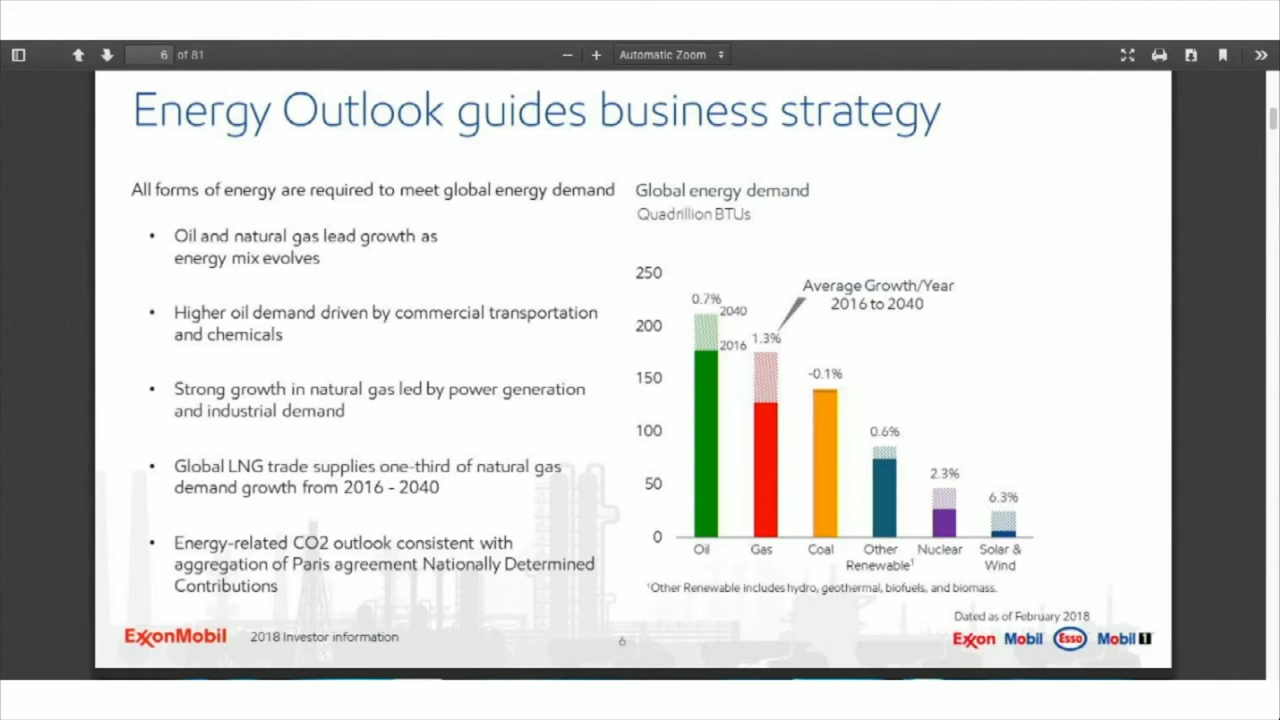 6 of 81
Automatic Zoom
Energy Outlook guides business strategy
All forms of energy are required to meet global energy demand
• Oil and natural gas lead growth as
energy mix evolves
• Higher oil demand driven by commercial transportation
and chemicals
• Strong growth in natural gas led by power generation
and industrial demand
• Global LNG trade supplies one-third of natural gas
demand growth from 2016 - 2040
• Energy-related CO2 outlook consistent with
aggregation of Paris agreement Nationally Determined
Contributions
Global energy demand
Quadrillion BTUs
250
200
150
100
50
0
Average Growth/Year
2016 to 2040
0.7%
2040
2016
1.3%
-0.1%
0.6%
2.3%
6.3%
Oil
Gas
Coal
Other
Renewable¹
Nuclear
Solar &
Wind
¹Other Renewable includes hydro, geothermal, biofuels, and biomass.
Dated as of February 2018
ExxonMobil
2018 Investor information
6
Exxon Mobil Esso Mobil 1